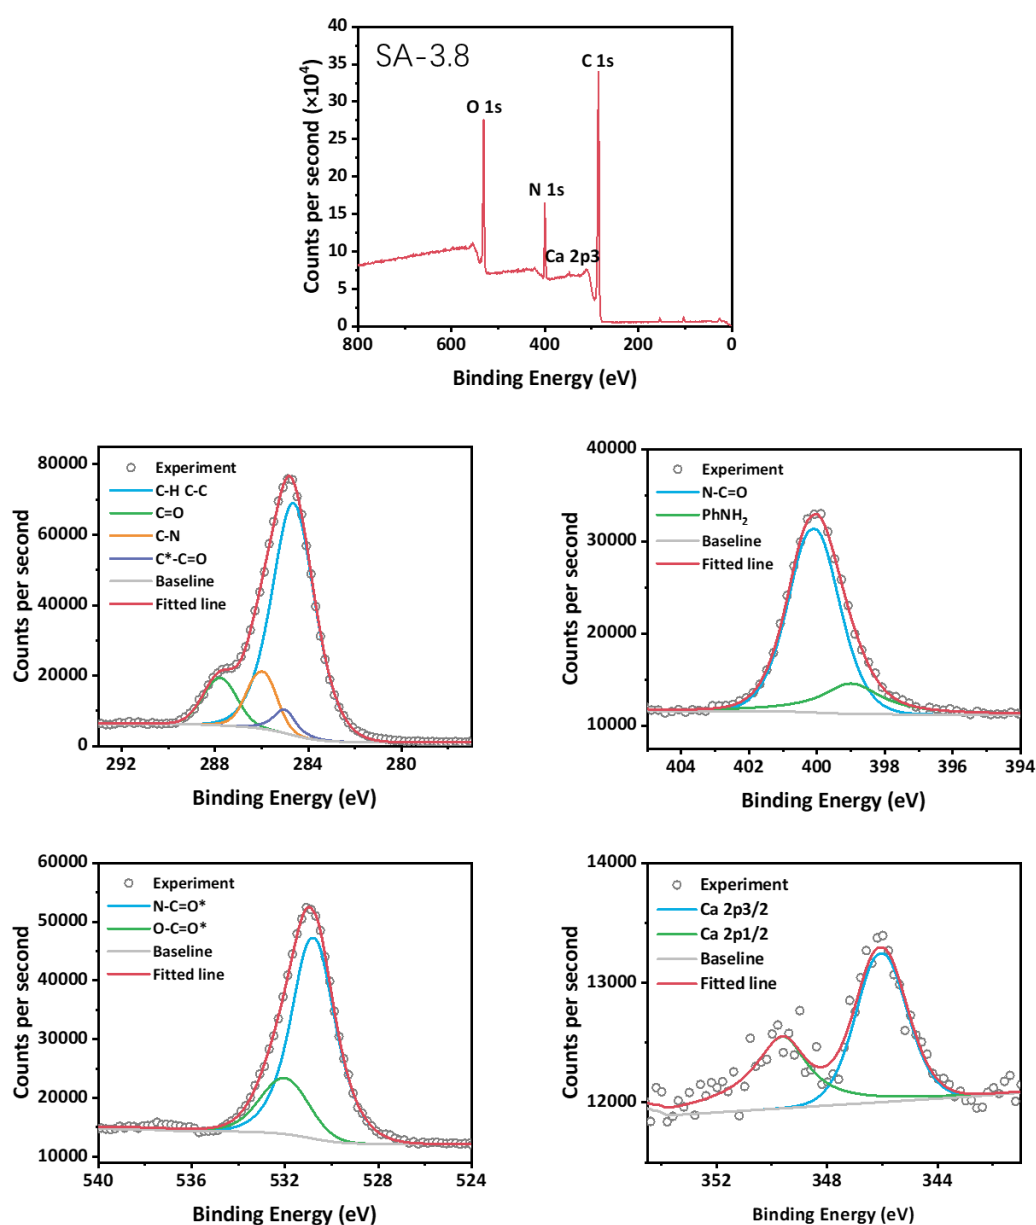 SA-3.8
C 1s
O 1s
N 1s
Ca 2p3
Counts per second (×10⁴)
40
35
30
25
20
15
10
5
0
800
600
400
200
0
Binding Energy (eV)
Experiment
C-H C-C
C=O
C-N
C*-C=O
Baseline
Fitted line
Counts per second
80000
60000
40000
20000
0
292
288
284
280
Binding Energy (eV)
Experiment
N-C=O
PhNH₂
Baseline
Fitted line
Counts per second
40000
30000
20000
10000
404
402
400
398
396
394
Binding Energy (eV)
Experiment
N-C=O*
O-C=O*
Baseline
Fitted line
Counts per second
60000
50000
40000
30000
20000
10000
540
536
532
528
524
Binding Energy (eV)
Experiment
Ca 2p3/2
Ca 2p1/2
Baseline
Fitted line
Counts per second
14000
13000
12000
352
348
344
Binding Energy (eV)